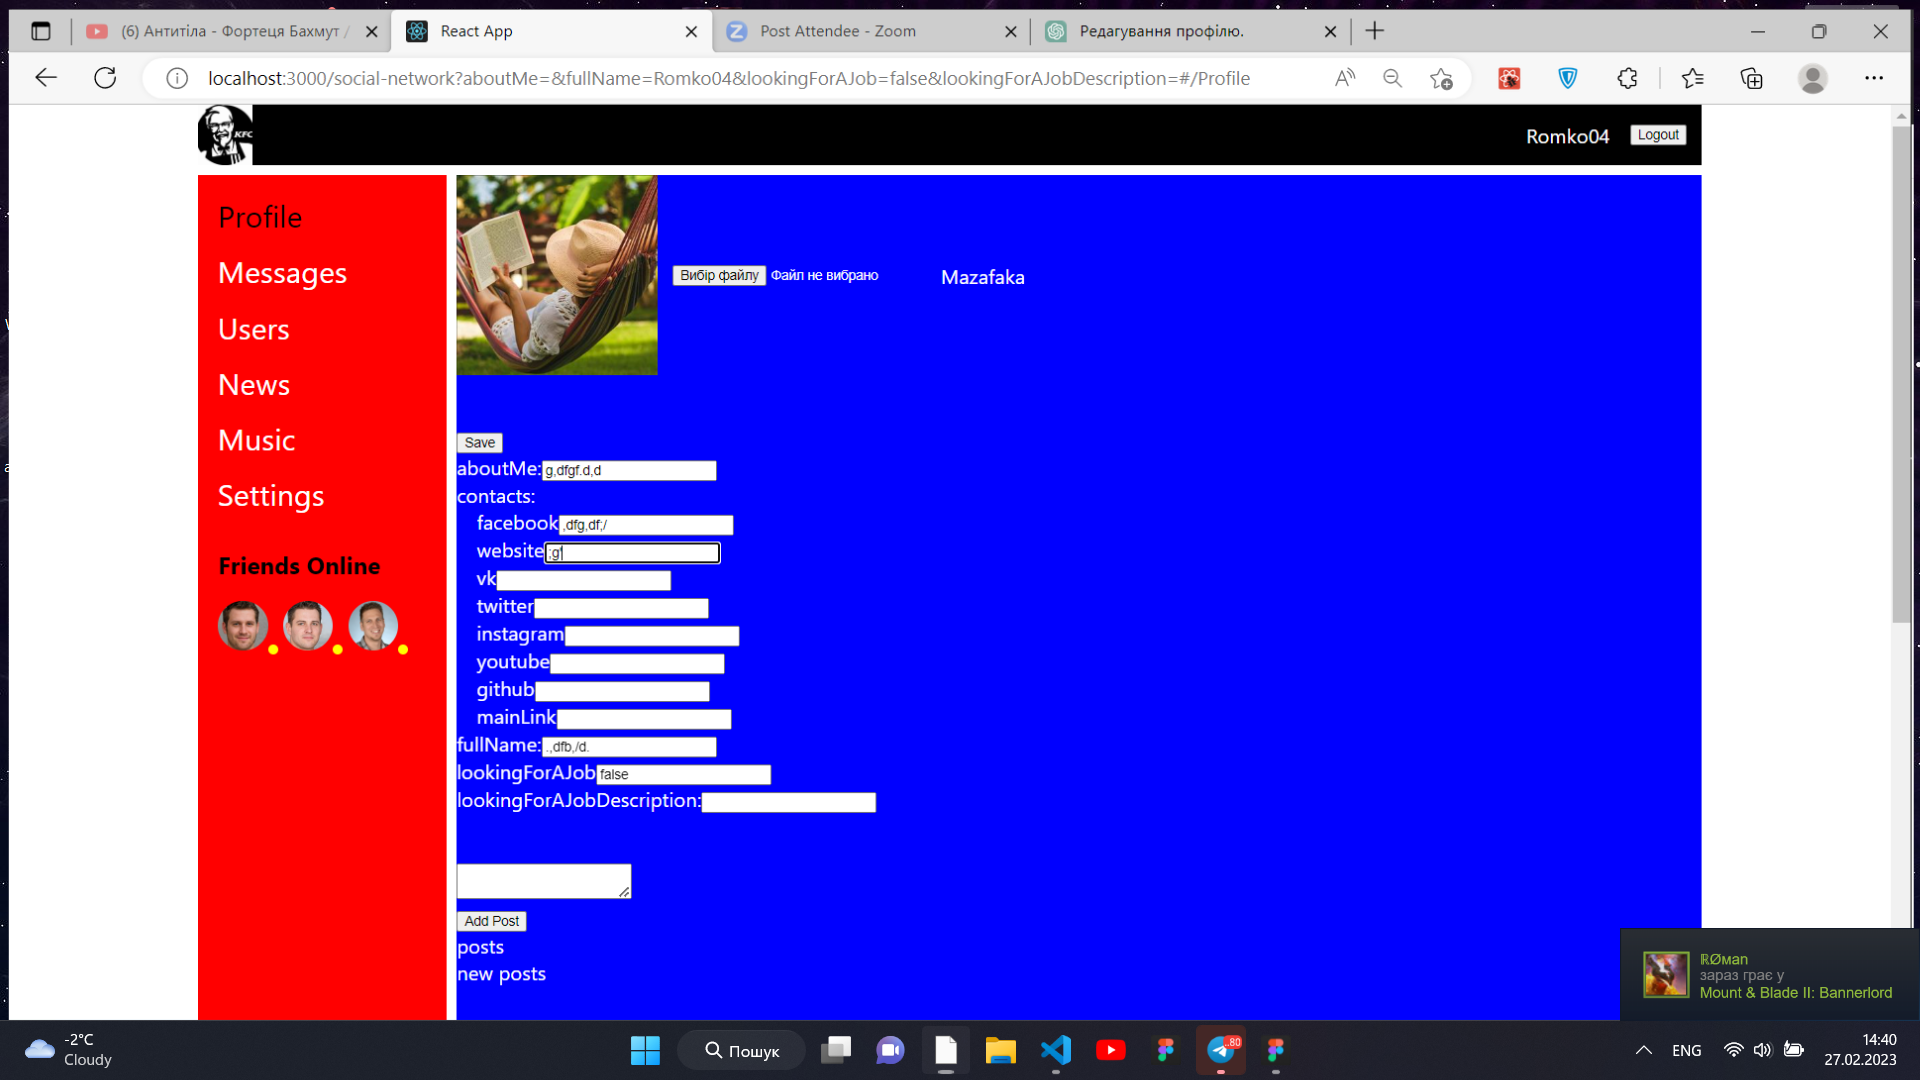 (6) Антитіла - Фортеця Бахмут /
React App
Post Attendee - Zoom
Редагування профілю.
localhost:3000/social-network?aboutMe=&fullName=Romko04&lookingForAJob=false&lookingForAJobDescription=#/Profile
KFC
Romko04
Logout
Profile
Messages
Users
News
Music
Settings
Friends Online
Вибір файлу
Файл не вибрано
Mazafaka
Save
aboutMe: g,dfgf.d,d
contacts:
facebook ,dfg,df;/
website ;g'
vk
twitter
instagram
youtube
github
mainLink
fullName: .,dfb,/d.
lookingForAJob false
lookingForAJobDescription:
Add Post
posts
new posts
RØман
зараз грає у
Mount & Blade II: Bannerlord
-2°C
Cloudy
Пошук
80
ENG
14:40
27.02.2023